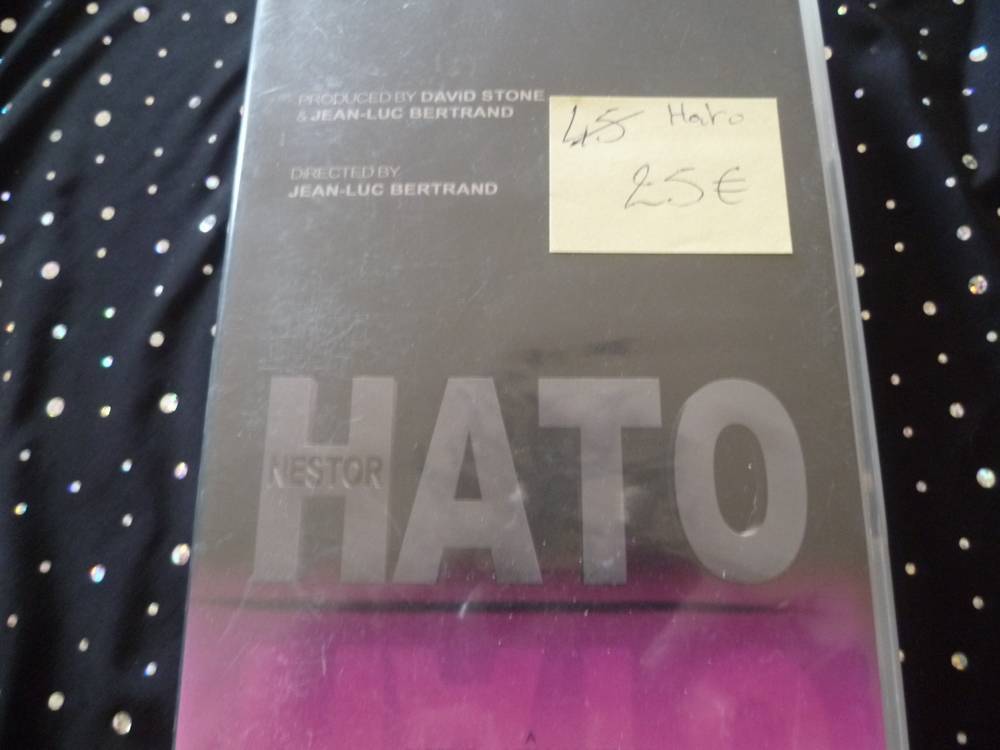 PRODUCED BY DAVID STONE
& JEAN-LUC BERTRAND
DIRECTED BY
JEAN-LUC BERTRAND
45 Hato
25€
NESTOR
HATO